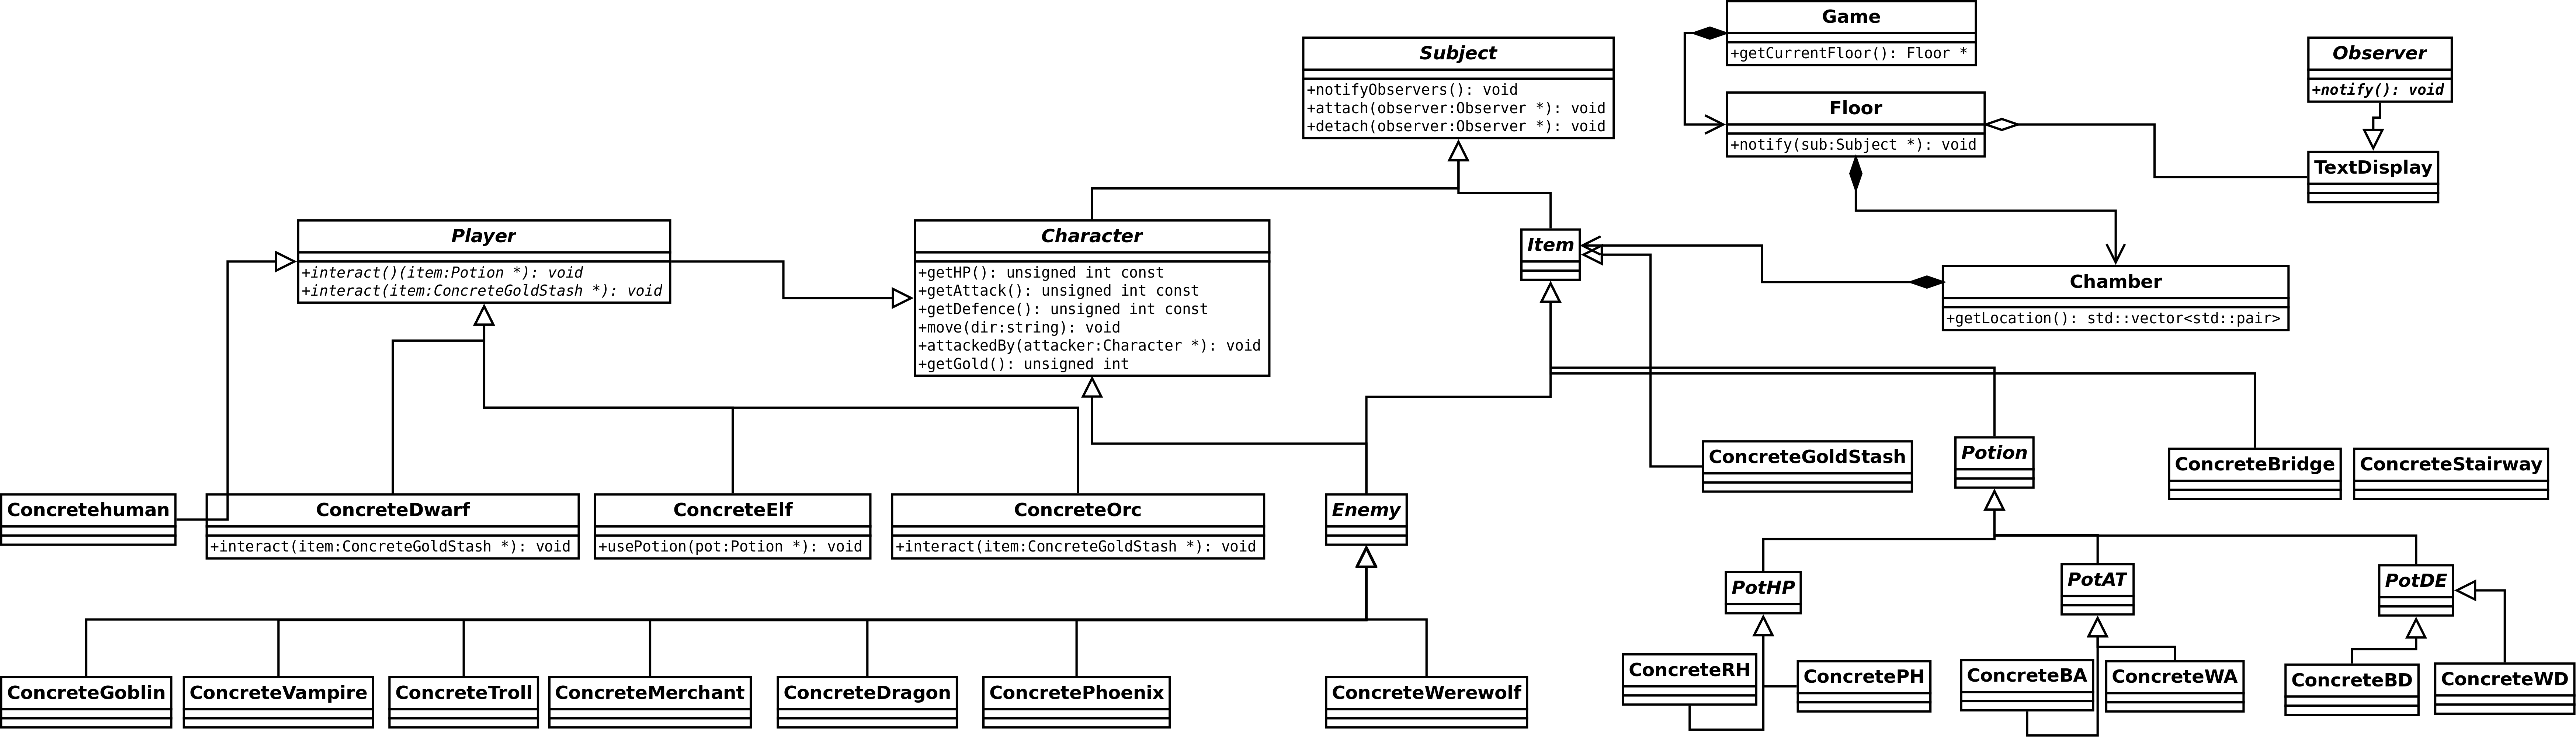 Game
+getCurrentFloor(): Floor *
Subject
+notifyObservers(): void
+attach(observer:Observer *): void
+detach(observer:Observer *): void
Observer
+notify(): void
Floor
+notify(sub:Subject *): void
TextDisplay
Player
+interact()(item:Potion *): void
+interact(item:ConcreteGoldStash *): void
Character
+getHP(): unsigned int const
+getAttack(): unsigned int const
+getDefence(): unsigned int const
+move(dir:string): void
+attackedBy(attacker:Character *): void
+getGold(): unsigned int
Item
Chamber
+getLocation(): std::vector<std::pair>
ConcreteGoldStash
Potion
ConcreteBridge
ConcreteStairway
Concretehuman
ConcreteDwarf
+interact(item:ConcreteGoldStash *): void
ConcreteElf
+usePotion(pot:Potion *): void
ConcreteOrc
+interact(item:ConcreteGoldStash *): void
Enemy
PotHP
PotAT
PotDE
ConcreteGoblin
ConcreteVampire
ConcreteTroll
ConcreteMerchant
ConcreteDragon
ConcretePhoenix
ConcreteWerewolf
ConcreteRH
ConcretePH
ConcreteBA
ConcreteWA
ConcreteBD
ConcreteWD